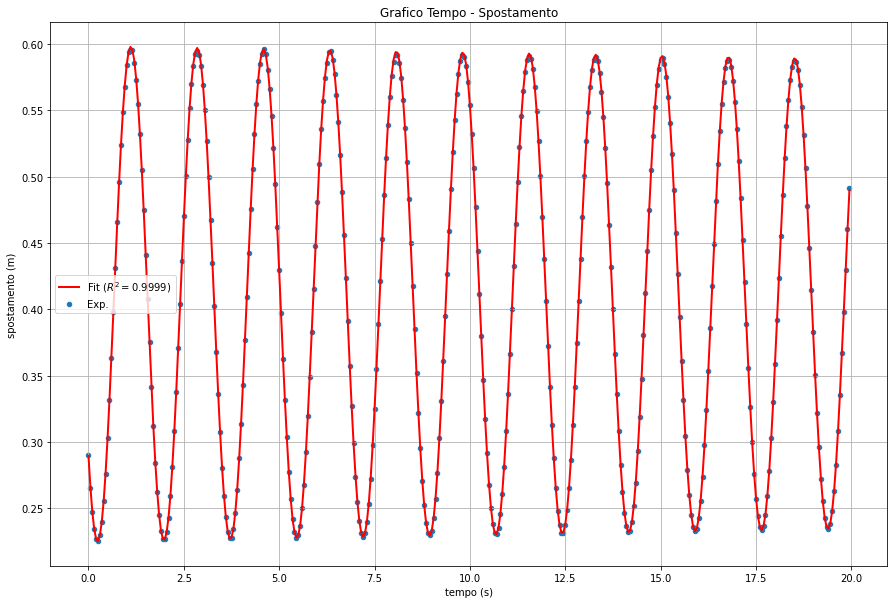 Grafico Tempo - Spostamento
spostamento (m)
0.60
0.55
0.50
0.45
0.40
0.35
0.30
0.25
Fit (R² = 0.9999)
Exp.
0.0 2.5 5.0 7.5 10.0 12.5 15.0 17.5 20.0
tempo (s)